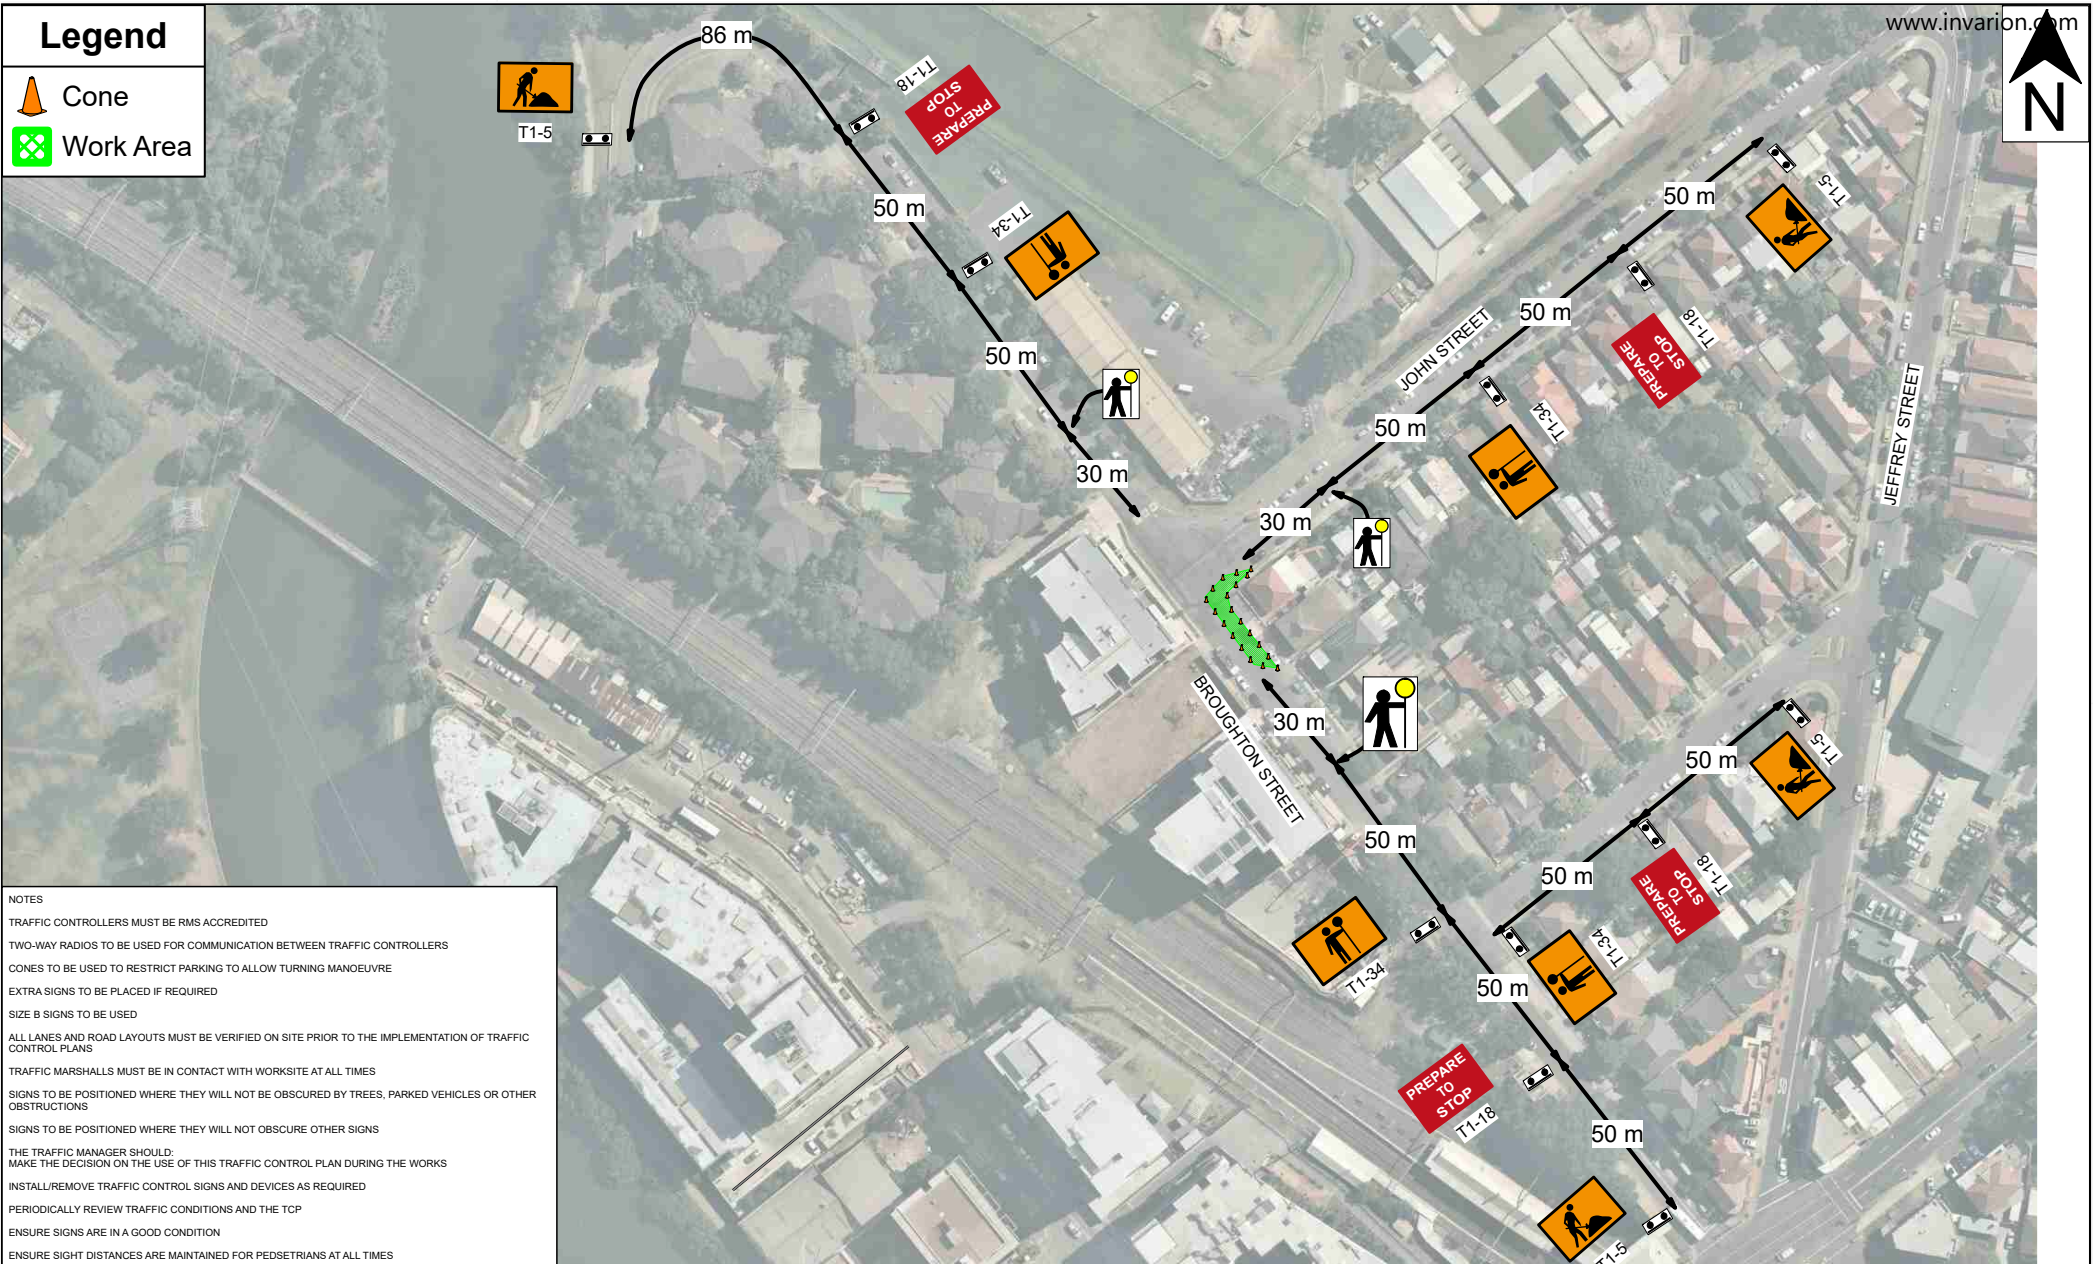 Legend
Cone
Work Area
www.invarion.com
N
86 m
T1-5
T1-18
PREPARE
TO
STOP
50 m
T1-34
50 m
30 m
50 m
T1-5
50 m
T1-18
PREPARE
TO
STOP
JOHN STREET
50 m
T1-34
30 m
JEFFREY STREET
BROUGHTON STREET
30 m
50 m
T1-34
50 m
PREPARE
TO
STOP
T1-18
50 m
T1-5
50 m
T1-5
50 m
T1-18
PREPARE
TO
STOP
T1-34
NOTES
TRAFFIC CONTROLLERS MUST BE RMS ACCREDITED
TWO-WAY RADIOS TO BE USED FOR COMMUNICATION BETWEEN TRAFFIC CONTROLLERS
CONES TO BE USED TO RESTRICT PARKING TO ALLOW TURNING MANOEUVRE
EXTRA SIGNS TO BE PLACED IF REQUIRED
SIZE B SIGNS TO BE USED
ALL LANES AND ROAD LAYOUTS MUST BE VERIFIED ON SITE PRIOR TO THE IMPLEMENTATION OF TRAFFIC
CONTROL PLANS
TRAFFIC MARSHALLS MUST BE IN CONTACT WITH WORKSITE AT ALL TIMES
SIGNS TO BE POSITIONED WHERE THEY WILL NOT BE OBSCURED BY TREES, PARKED VEHICLES OR OTHER
OBSTRUCTIONS
SIGNS TO BE POSITIONED WHERE THEY WILL NOT OBSCURE OTHER SIGNS
THE TRAFFIC MANAGER SHOULD:
MAKE THE DECISION ON THE USE OF THIS TRAFFIC CONTROL PLAN DURING THE WORKS
INSTALL/REMOVE TRAFFIC CONTROL SIGNS AND DEVICES AS REQUIRED
PERIODICALLY REVIEW TRAFFIC CONDITIONS AND THE TCP
ENSURE SIGNS ARE IN A GOOD CONDITION
ENSURE SIGHT DISTANCES ARE MAINTAINED FOR PEDSETRIANS AT ALL TIMES